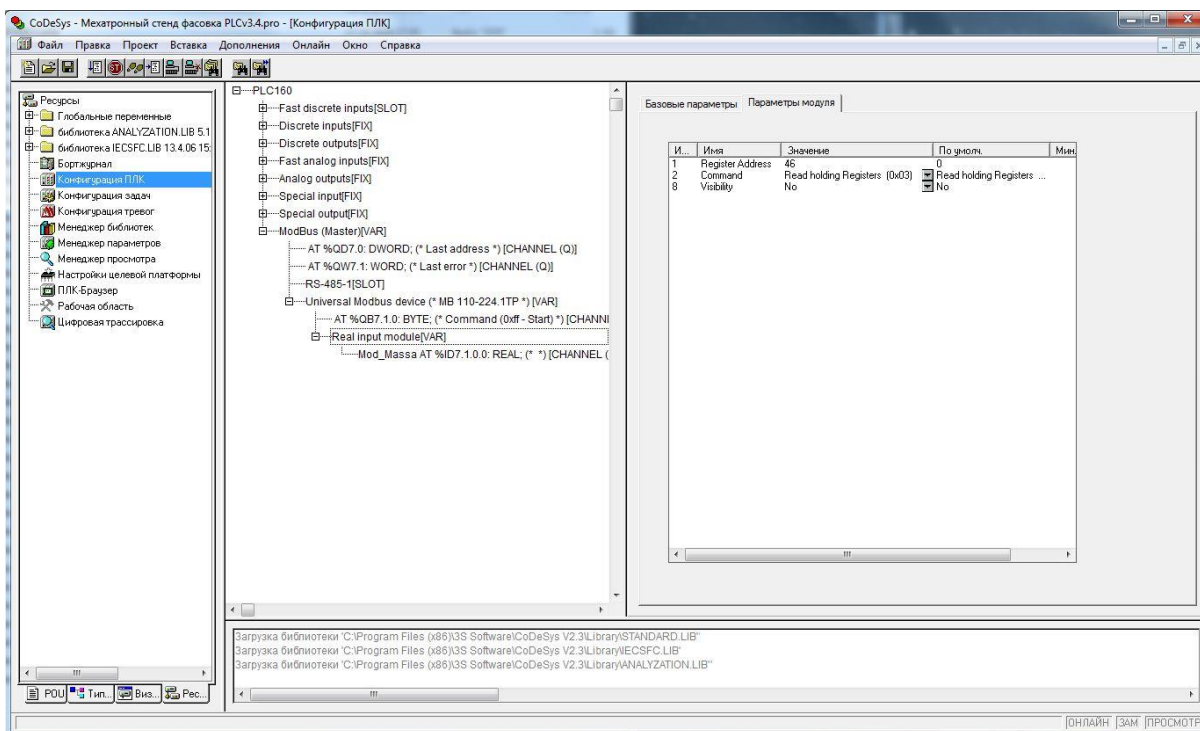 CoDeSys - Мехатронный стенд фасовка PLCv3.4.pro - [Конфигурация ПЛК]
Файл Правка Проект Вставка Дополнения Онлайн Окно Справка
Ресурсы
Глобальные переменные
библиотека ANALYZATION.LIB 5.1
библиотека IECSFC.LIB 13.4.06 15:
Бортжурнал
Конфигурация ПЛК
Конфигурация задач
Конфигурация тревог
Менеджер библиотек
Менеджер параметров
Менеджер просмотра
Настройки целевой платформы
ПЛК-Браузер
Рабочая область
Цифровая трассировка
POU Тип... Виз... Рес...
PLC160
Fast discrete inputs[SLOT]
Discrete inputs[FIX]
Discrete outputs[FIX]
Fast analog inputs[FIX]
Analog outputs[FIX]
Special input[FIX]
Special output[FIX]
ModBus (Master)[VAR]
AT %QD7.0: DWORD; (* Last address *) [CHANNEL (Q)]
AT %QW7.1: WORD; (* Last error *) [CHANNEL (Q)]
RS-485-1[SLOT]
Universal Modbus device (* MB 110-224.1TP *) [VAR]
AT %QB7.1.0: BYTE; (* Command (0xff - Start) *) [CHANNI
Real input module[VAR]
Mod_Massa AT %ID7.1.0.0: REAL; (* *) [CHANNEL (
Базовые параметры Параметры модуля
И... Имя Значение По умолч. Мин.
1 Register Address 46 0
2 Command Read holding Registers (0x03) Read holding Registers ...
8 Visibility No No
Загрузка библиотеки 'C:\Program Files (x86)\3S Software\CoDeSys V2.3\Library\STANDARD.LIB"
Загрузка библиотеки 'C:\Program Files (x86)\3S Software\CoDeSys V2.3\Library\IECSFC.LIB"
Загрузка библиотеки 'C:\Program Files (x86)\3S Software\CoDeSys V2.3\Library\ANALYZATION.LIB"
ОНЛАЙН ЗАМ ПРОСМОТР